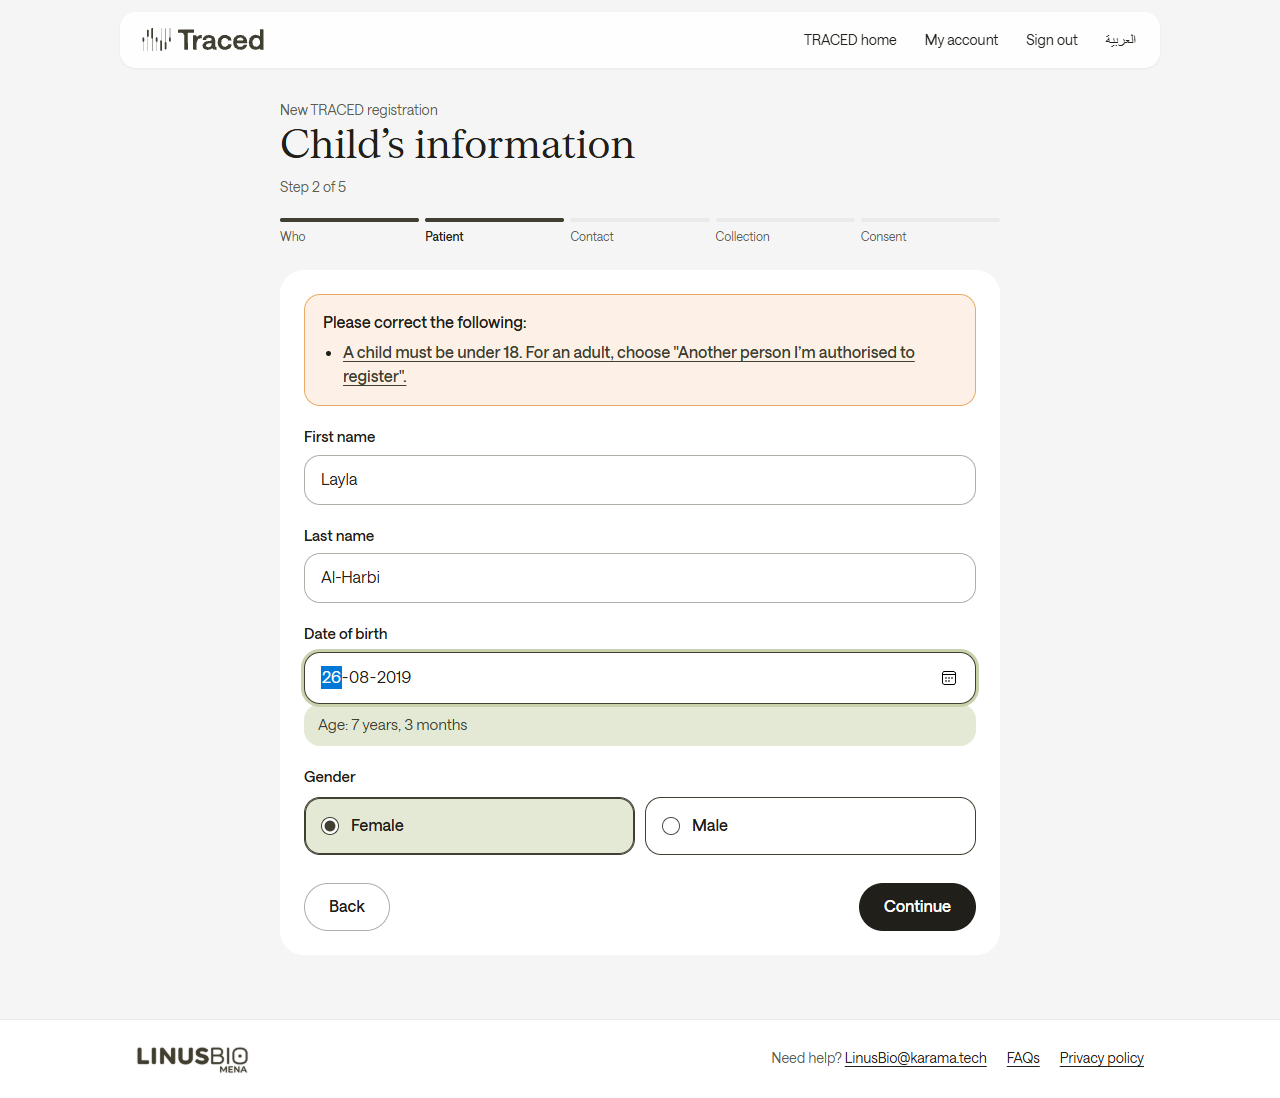 Traced
TRACED home
My account
Sign out
العربية
New TRACED registration
Child's information
Step 2 of 5
Who
Patient
Contact
Collection
Consent
Please correct the following:
A child must be under 18. For an adult, choose "Another person I'm authorised to
register".
First name
Layla
Last name
Al-Harbi
Date of birth
26-08-2019
Age: 7 years, 3 months
Gender
Female
Male
Back
Continue
LINUSBIO
MENA
Need help? LinusBio@karama.tech
FAQs
Privacy policy